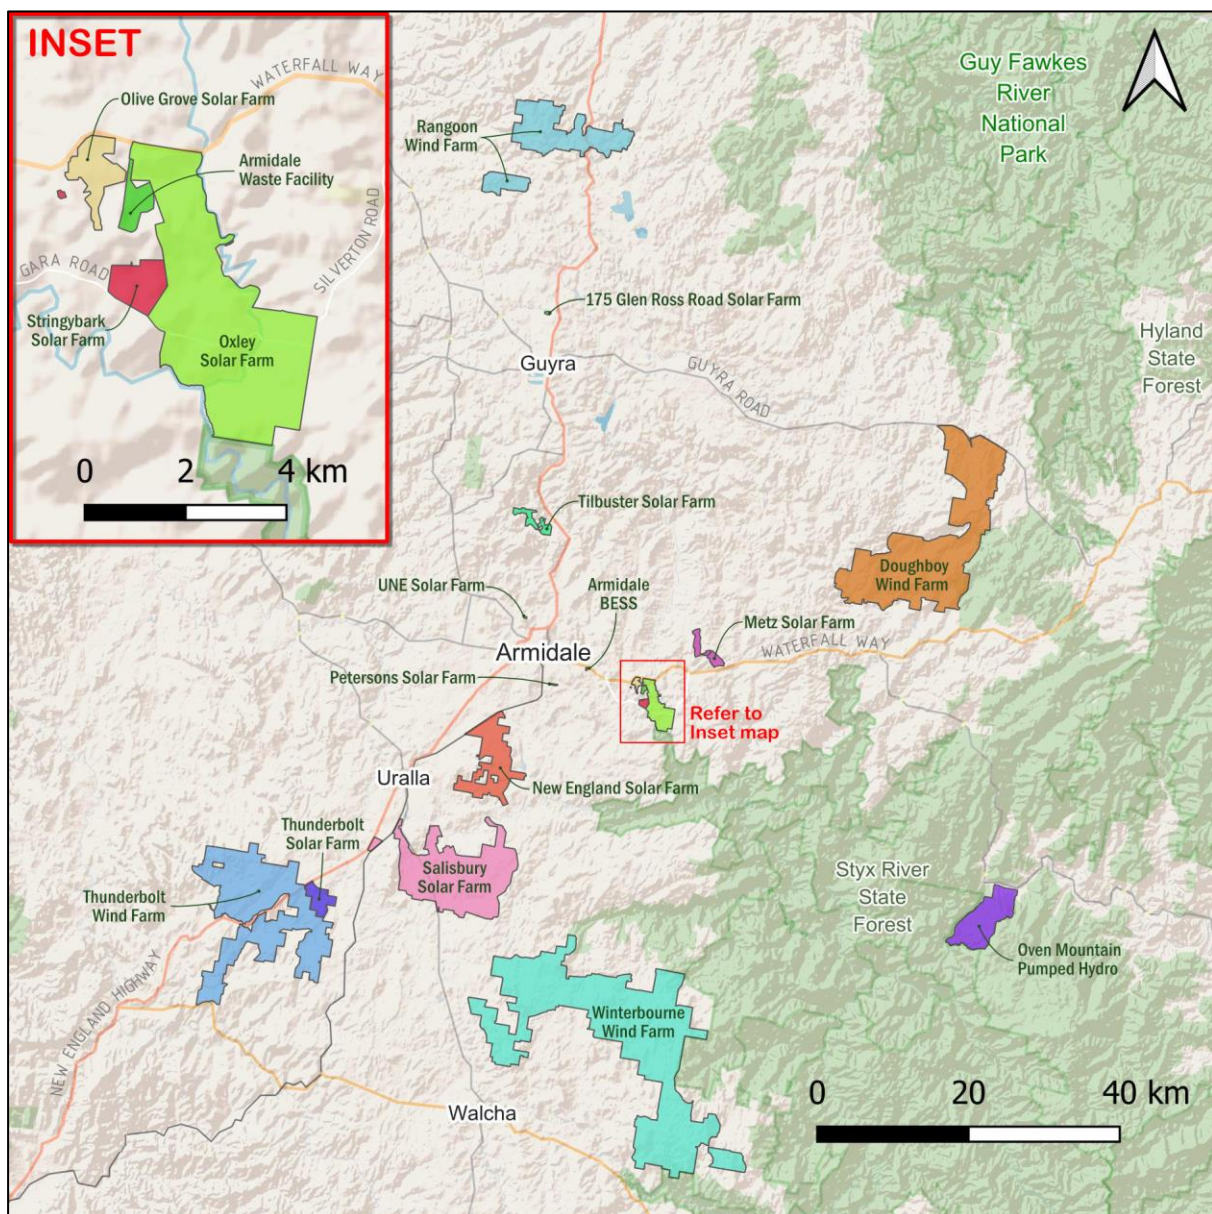 INSET
WATERFALL WAY
Olive Grove Solar Farm
Armidale
Waste Facility
SILVERTON ROAD
GARA ROAD
Stringybark
Solar Farm
Oxley
Solar Farm
0 2 4 km
Guy Fawkes
River
National
Park
Rangoon
Wind Farm
175 Glen Ross Road Solar Farm
Guyra
GUYRA ROAD
Hyland
State
Forest
Tilbuster Solar Farm
Doughboy
Wind Farm
UNE Solar Farm
Armidale
BESS
Metz Solar Farm
WATERFALL WAY
Armidale
Petersons Solar Farm
Refer to
Inset map
Uralla
New England Solar Farm
Thunderbolt
Solar Farm
Salisbury
Solar Farm
Thunderbolt
Wind Farm
Styx River
State
Forest
Oven Mountain
Pumped Hydro
NEW ENGLAND HIGHWAY
Winterbourne
Wind Farm
Walcha
0 20 40 km